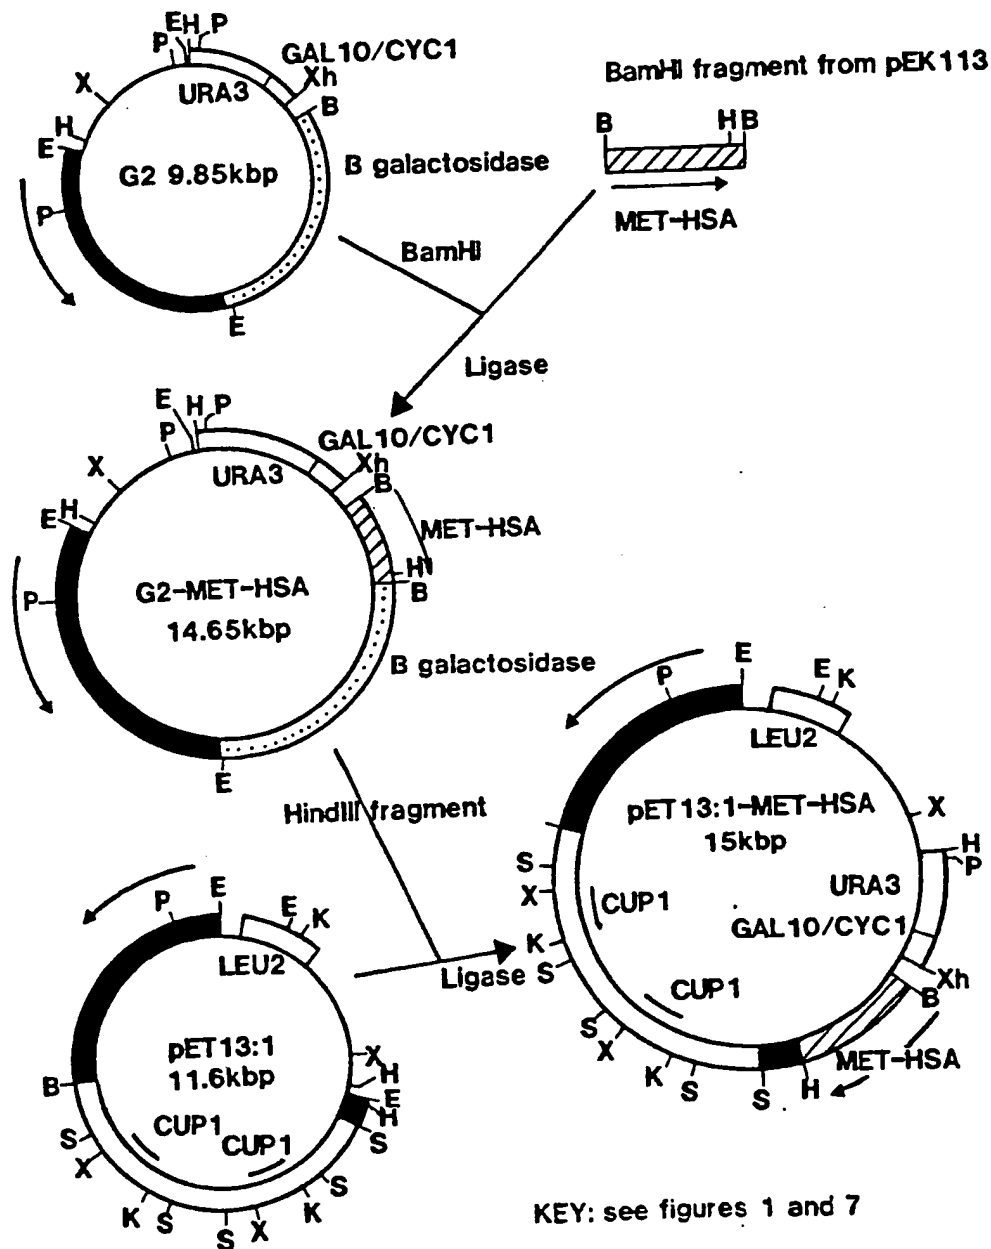 EH P
P
GAL10/CYC1
Xh
X
URA3
B
H
E
G2 9.85kbp
B galactosidase
P
E
BamHI fragment from pEK113
B
H B
MET-HSA
BamHI
Ligase
E H P
P
GAL10/CYC1
Xh
X
URA3
B
E H
MET-HSA
G2-MET-HSA
14.65kbp
H
B
P
B galactosidase
E
HindIII fragment
Ligase
P
E
E K
LEU2
pET13:1-MET-HSA
15kbp
X
H
P
URA3
GAL10/CYC1
S
X
CUP1
K
S
Xh
B
CUP1
S
X
MET-HSA
K
S
S
H
P
E
E K
LEU2
pET13:1
11.6kbp
X
H
E
H
B
S
CUP1
CUP1
S
X
S
K
K
S
S
X
KEY: see figures 1 and 7